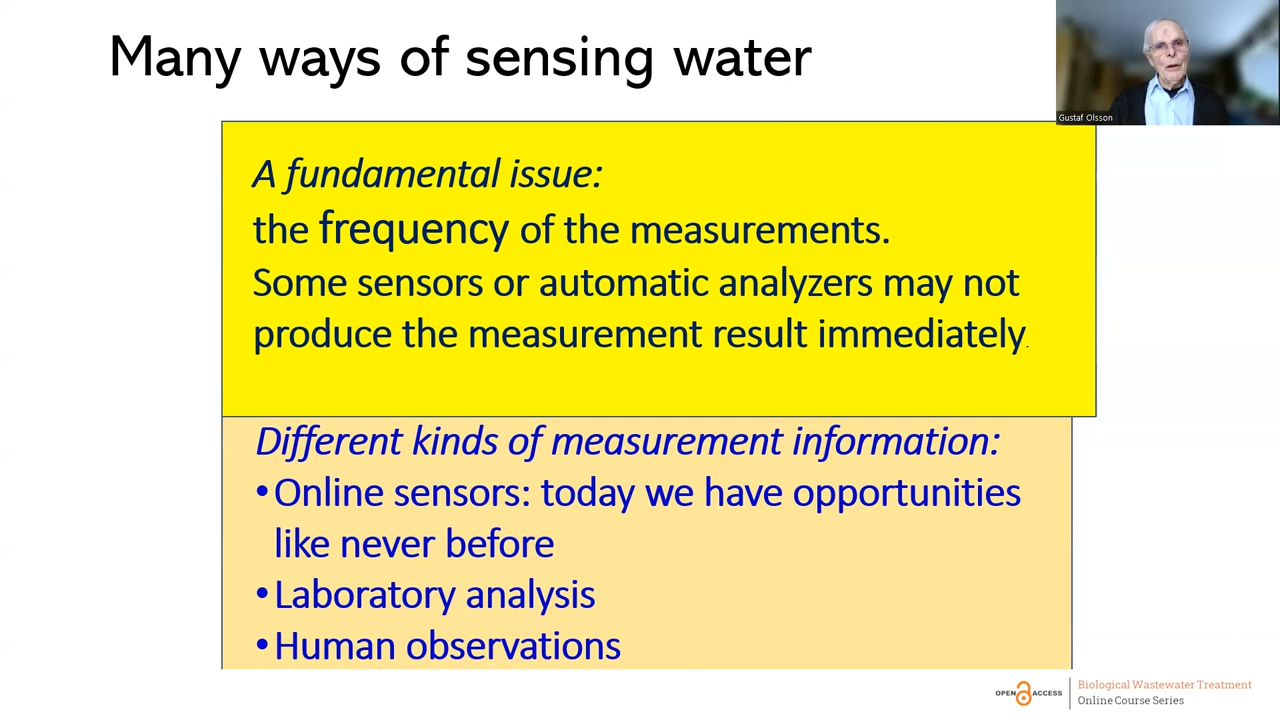 Many ways of sensing water
Gustaf Olsson
A fundamental issue:
the frequency of the measurements.
Some sensors or automatic analyzers may not
produce the measurement result immediately.
Different kinds of measurement information:
•Online sensors: today we have opportunities
like never before
•Laboratory analysis
•Human observations
OPEN ACCESS
Biological Wastewater Treatment
Online Course Series